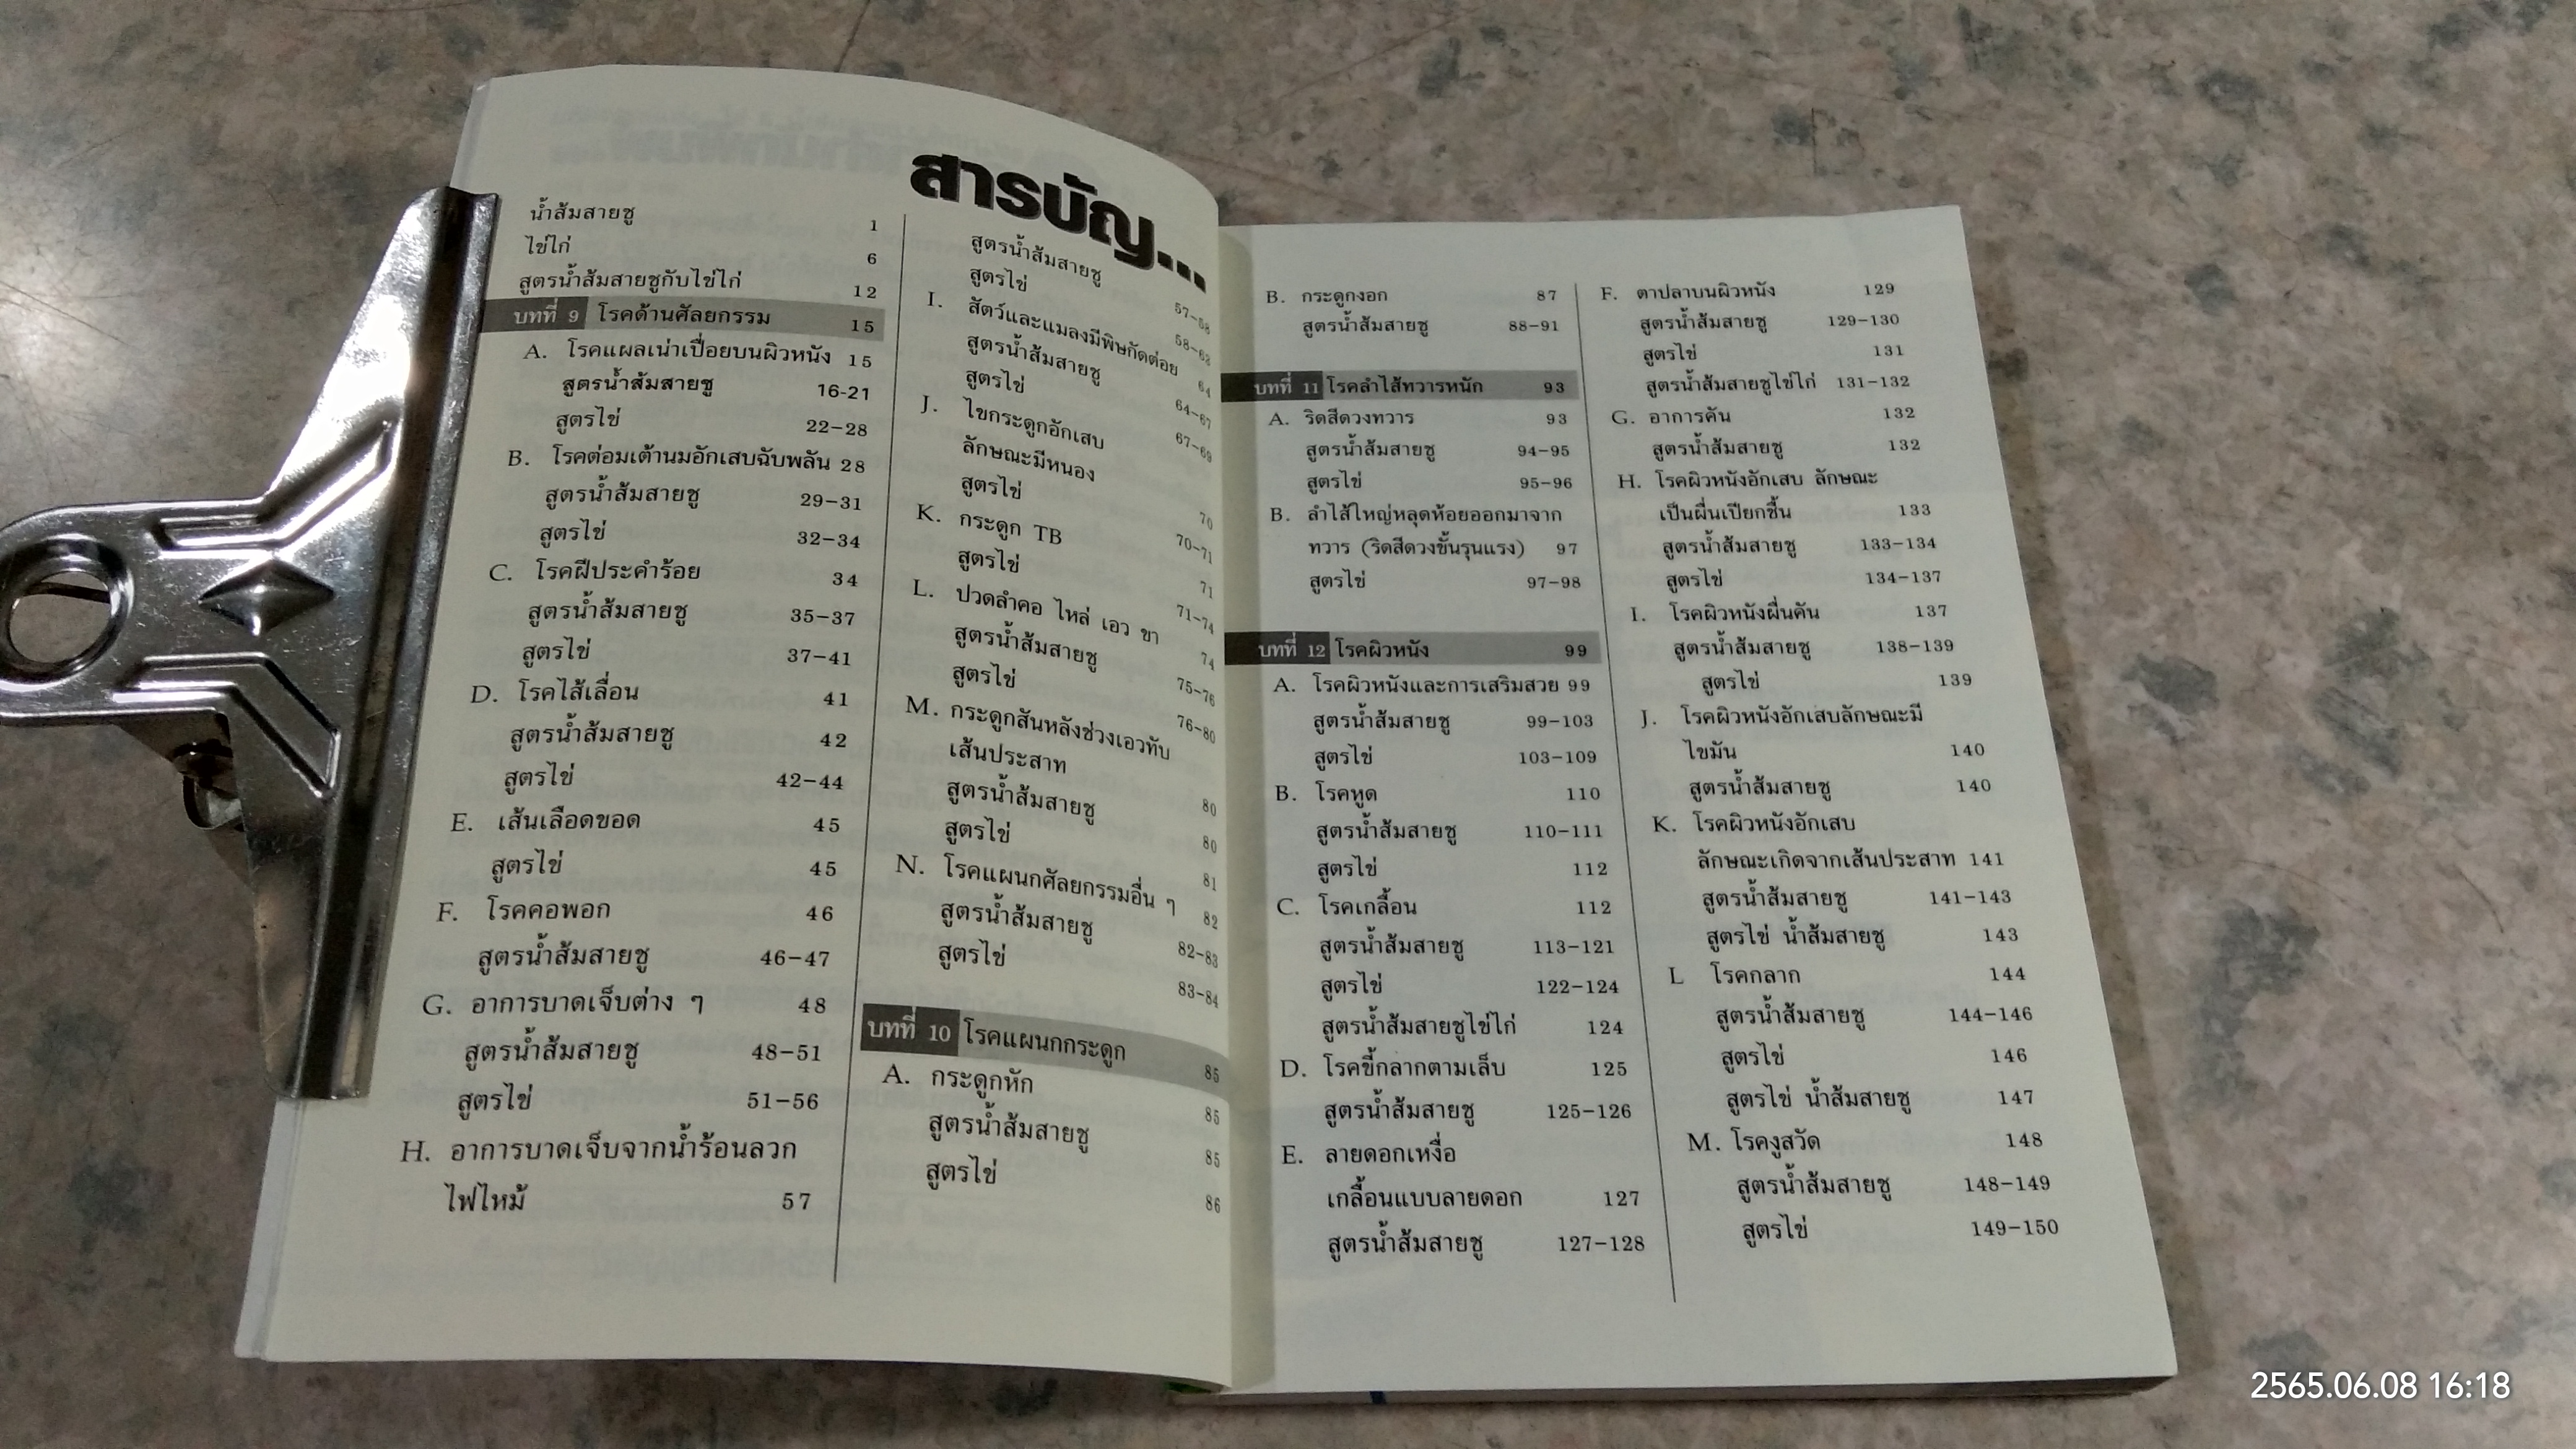 สารบัญ...
น้ำส้มสายชู 1
ไข่ไก่ 6
สูตรน้ำส้มสายชูกับไข่ไก่ 12
บทที่ 9 โรคด้านศัลยกรรม 15
A. โรคแผลเน่าเปื่อยบนผิวหนัง 15
สูตรน้ำส้มสายชู 16-21
สูตรไข่ 22-28
B. โรคต่อมเต้านมอักเสบฉับพลัน 28
สูตรน้ำส้มสายชู 29-31
สูตรไข่ 32-34
C. โรคฝีประคำร้อย 34
สูตรน้ำส้มสายชู 35-37
สูตรไข่ 37-41
D. โรคไส้เลื่อน 41
สูตรน้ำส้มสายชู 42
สูตรไข่ 42-44
E. เส้นเลือดขอด 45
สูตรไข่ 45
F. โรคคอพอก 46
สูตรน้ำส้มสายชู 46-47
G. อาการบาดเจ็บต่าง ๆ 48
สูตรน้ำส้มสายชู 48-51
สูตรไข่ 51-56
H. อาการบาดเจ็บจากน้ำร้อนลวก
ไฟไหม้ 57
สูตรน้ำส้มสายชู 57-58
สูตรไข่ 58-63
I. สัตว์และแมลงมีพิษกัดต่อย 64
สูตรน้ำส้มสายชู 64-67
สูตรไข่ 67-69
J. ไขกระดูกอักเสบ
ลักษณะมีหนอง 70
สูตรไข่ 70-71
K. กระดูก TB 71
สูตรไข่ 71-74
L. ปวดลำคอ ไหล่ เอว ขา 74
สูตรน้ำส้มสายชู 75-76
สูตรไข่ 76-80
M. กระดูกสันหลังช่วงเอวทับ
เส้นประสาท 80
สูตรน้ำส้มสายชู 80
สูตรไข่ 81
N. โรคแผนกศัลยกรรมอื่น ๆ 82
สูตรน้ำส้มสายชู 82-83
สูตรไข่ 83-84
บทที่ 10 โรคแผนกกระดูก 85
A. กระดูกหัก 85
สูตรน้ำส้มสายชู 85
สูตรไข่ 86
B. กระดูกงอก 87
สูตรน้ำส้มสายชู 88-91
บทที่ 11 โรคลำไส้ทวารหนัก 93
A. ริดสีดวงทวาร 93
สูตรน้ำส้มสายชู 94-95
สูตรไข่ 95-96
B. ลำไส้ใหญ่หลุดห้อยออกมาจาก
ทวาร (ริดสีดวงขั้นรุนแรง) 97
สูตรไข่ 97-98
บทที่ 12 โรคผิวหนัง 99
A. โรคผิวหนังและการเสริมสวย 99
สูตรน้ำส้มสายชู 99-103
สูตรไข่ 103-109
B. โรคหูด 110
สูตรน้ำส้มสายชู 110-111
สูตรไข่ 112
C. โรคเกลื้อน 112
สูตรน้ำส้มสายชู 113-121
สูตรไข่ 122-124
สูตรน้ำส้มสายชูไข่ไก่ 124
D. โรคขี้กลากตามเล็บ 125
สูตรน้ำส้มสายชู 125-126
E. ลายดอกเหงื่อ
เกลื้อนแบบลายดอก 127
สูตรน้ำส้มสายชู 127-128
F. ตาปลาบนผิวหนัง 129
สูตรน้ำส้มสายชู 129-130
สูตรไข่ 131
สูตรน้ำส้มสายชูไข่ไก่ 131-132
G. อาการคัน 132
สูตรน้ำส้มสายชู 132
H. โรคผิวหนังอักเสบ ลักษณะ
เป็นผื่นเปียกชื้น 133
สูตรน้ำส้มสายชู 133-134
สูตรไข่ 134-137
I. โรคผิวหนังผื่นคัน 137
สูตรน้ำส้มสายชู 138-139
สูตรไข่ 139
J. โรคผิวหนังอักเสบลักษณะมี
ไขมัน 140
สูตรน้ำส้มสายชู 140
K. โรคผิวหนังอักเสบ
ลักษณะเกิดจากเส้นประสาท 141
สูตรน้ำส้มสายชู 141-143
สูตรไข่ น้ำส้มสายชู 143
L โรคกลาก 144
สูตรน้ำส้มสายชู 144-146
สูตรไข่ 146
สูตรไข่ น้ำส้มสายชู 147
M. โรคงูสวัด 148
สูตรน้ำส้มสายชู 148-149
สูตรไข่ 149-150
2565.06.08 16:18